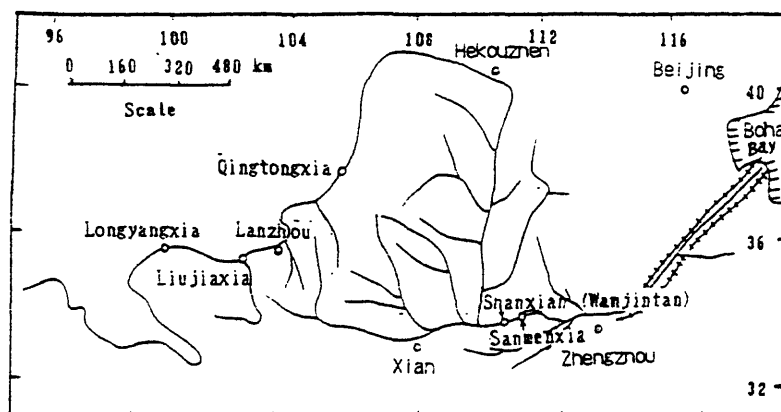 96 100 104 108 112 116
Hekouznen
0 160 320 480 km
Beijing
Scale
40
Boha
Bay
Qingtongxia
Longyangxia
Lanzhou
36
Liujiaxia
Snanxian (Wanjintan)
Sanmenxia
Xian
Zhengznou
32